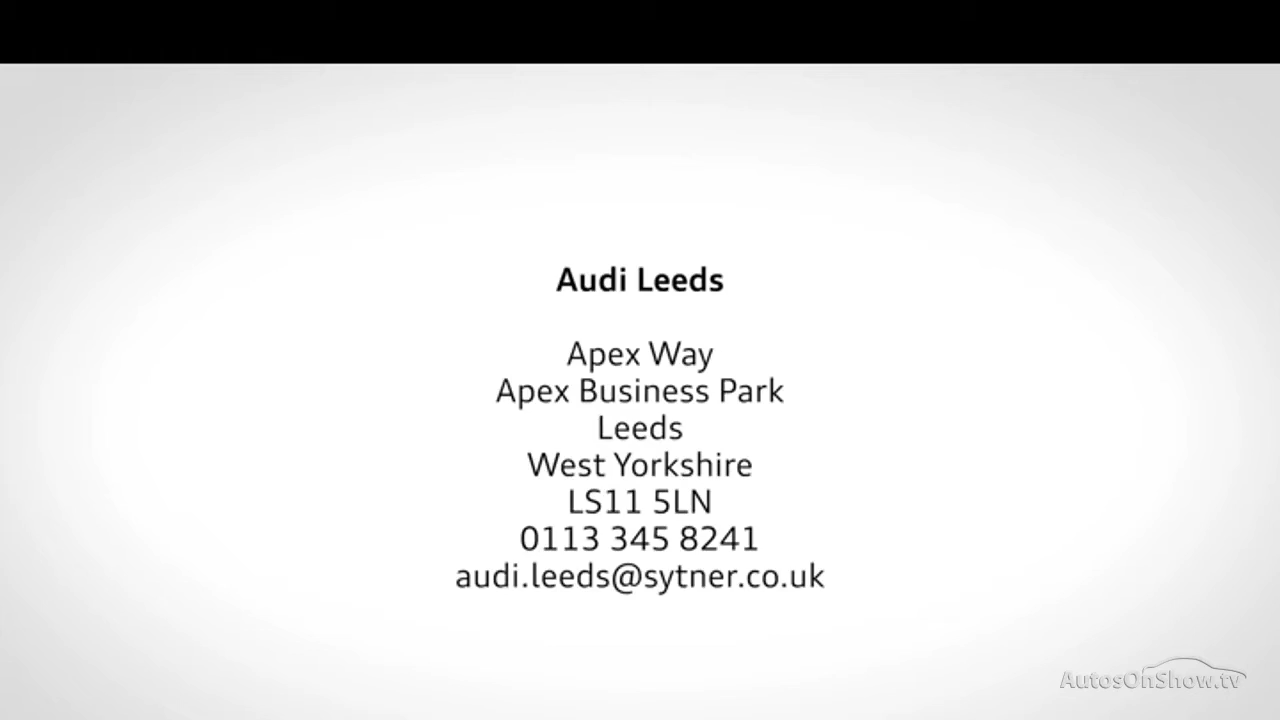 Audi Leeds
Apex Way
Apex Business Park
Leeds
West Yorkshire
LS11 5LN
0113 345 8241
audi.leeds@sytner.co.uk
AutosOnShow.tv